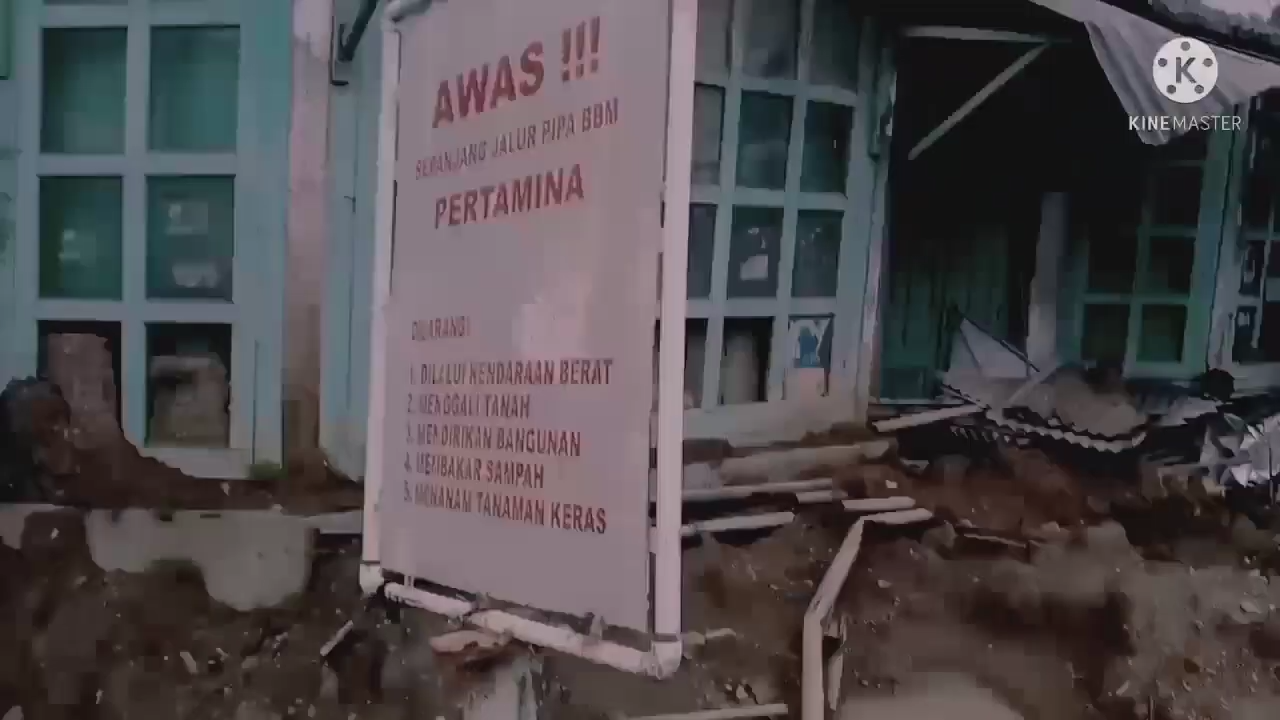 AWAS !!!
SEPANJANG JALUR PIPA BBM
PERTAMINA
DILARANG!
1. DILALUI KENDARAAN BERAT
2. MENGGALI TANAH
3. MENDIRIKAN BANGUNAN
4. MEMBAKAR SAMPAH
5. MENANAM TANAMAN KERAS
K
KINEMASTER